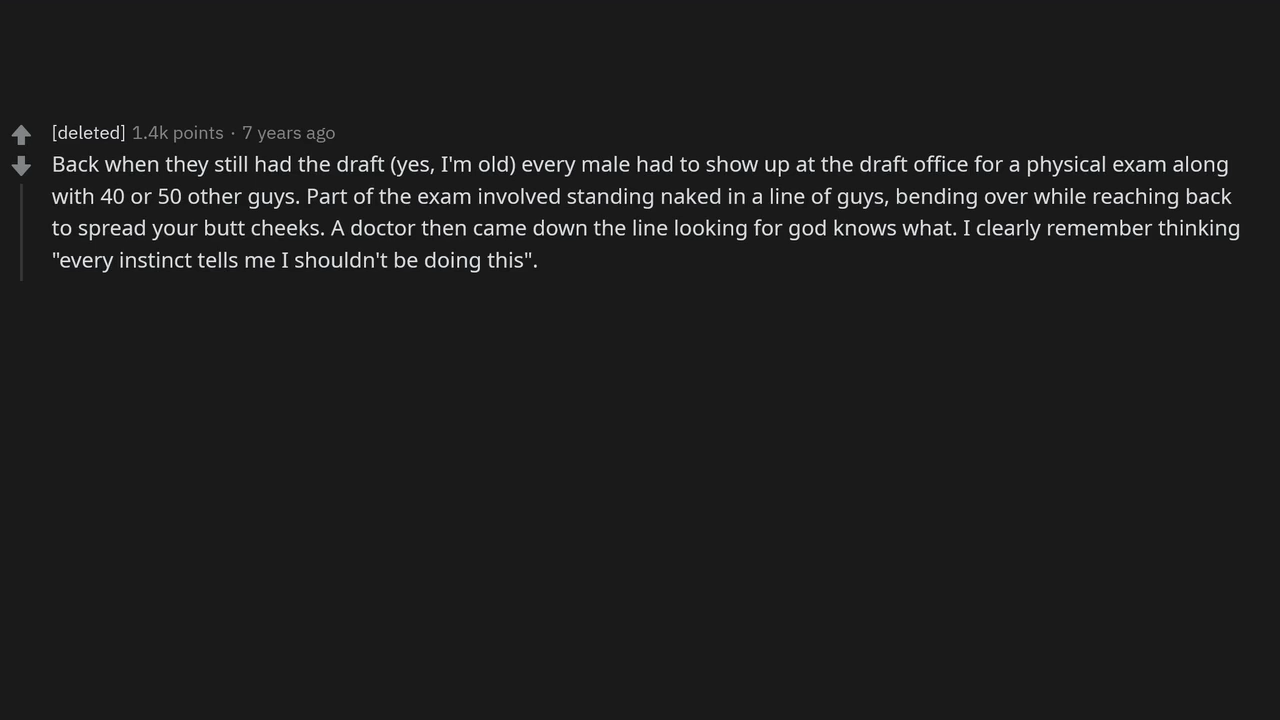 [deleted] 1.4k points · 7 years ago
Back when they still had the draft (yes, I'm old) every male had to show up at the draft office for a physical exam along
with 40 or 50 other guys. Part of the exam involved standing naked in a line of guys, bending over while reaching back
to spread your butt cheeks. A doctor then came down the line looking for god knows what. I clearly remember thinking
"every instinct tells me I shouldn't be doing this".